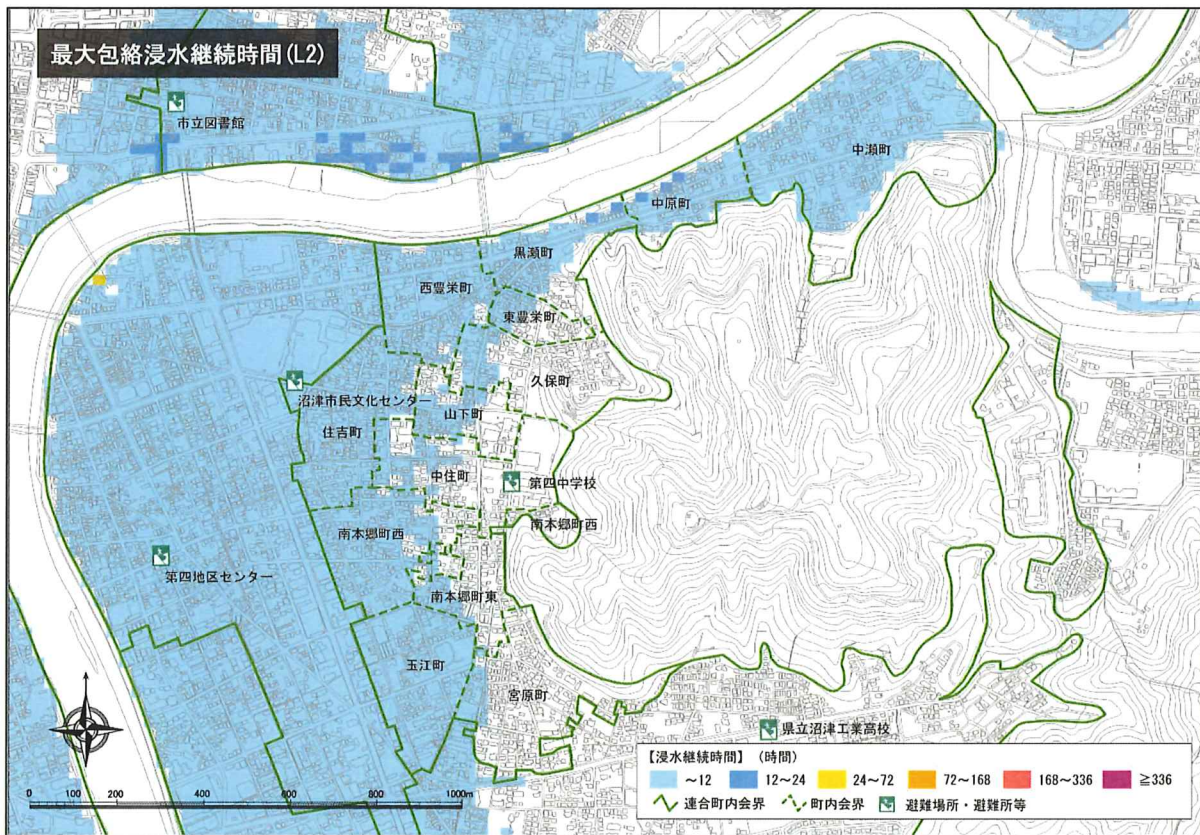 最大包絡浸水継続時間(L2)
市立図書館
中瀬町
中原町
黒瀬町
西豊栄町
東豊栄町
久保町
沼津市民文化センター
山下町
住吉町
中住町
第四中学校
南本郷町西
南本郷町西
第四地区センター
南本郷町東
玉江町
宮原町
県立沼津工業高校
【浸水継続時間】 (時間)
~12 12~24 24~72 72~168 168~336 ≧336
連合町内会界 町内会界 避難場所・避難所等
0 200 400 600 800 1000m